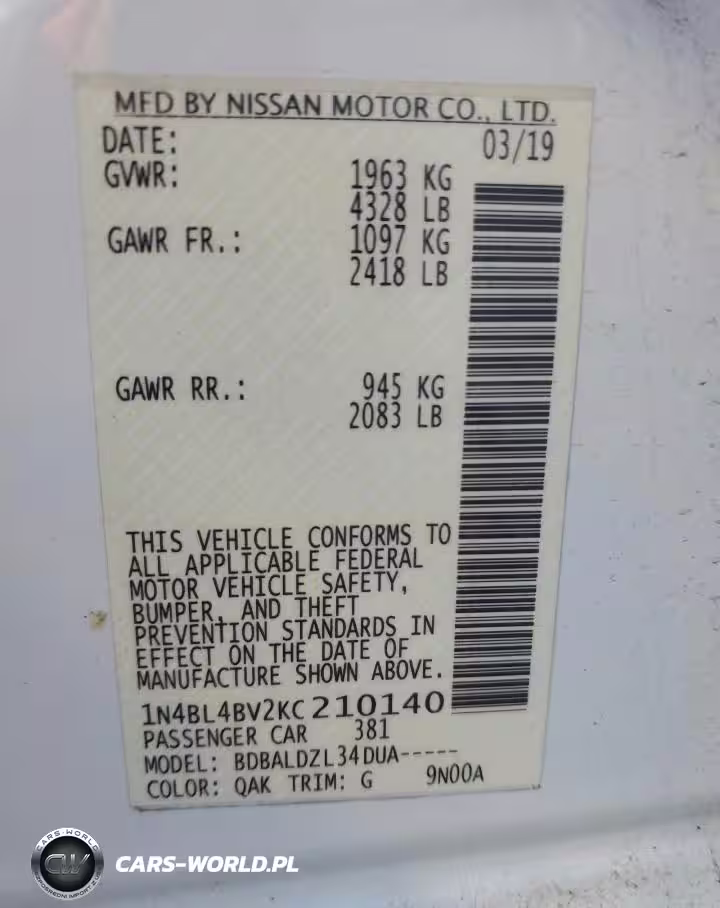 MFD BY NISSAN MOTOR CO., LTD.
DATE: 03/19
GVWR: 1963 KG
4328 LB
GAWR FR.: 1097 KG
2418 LB
GAWR RR.: 945 KG
2083 LB
THIS VEHICLE CONFORMS TO
ALL APPLICABLE FEDERAL
MOTOR VEHICLE SAFETY,
BUMPER, AND THEFT
PREVENTION STANDARDS IN
EFFECT ON THE DATE OF
MANUFACTURE SHOWN ABOVE.
1N4BL4BV2KC210140
PASSENGER CAR 381
MODEL: BDBALDZL34DUA-----
COLOR: QAK TRIM: G 9N00A
CARS-WORLD
CW
CARS-WORLD.PL